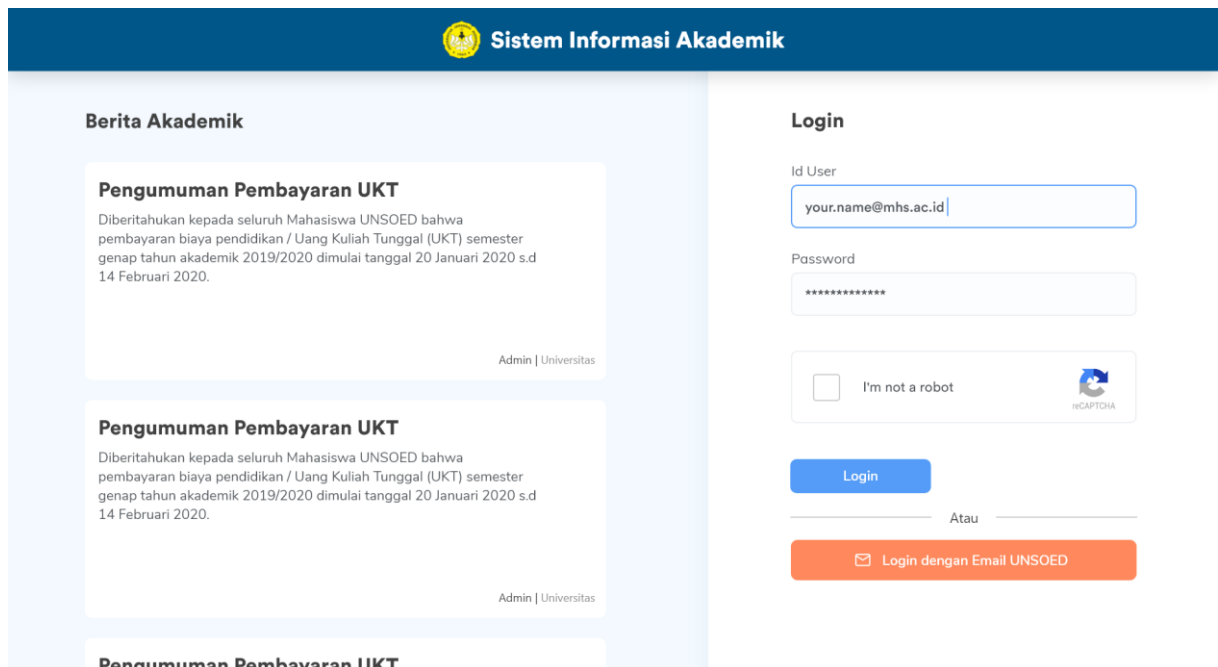 Sistem Informasi Akademik
Berita Akademik
Pengumuman Pembayaran UKT
Diberitahukan kepada seluruh Mahasiswa UNSOED bahwa
pembayaran biaya pendidikan / Uang Kuliah Tunggal (UKT) semester
genap tahun akademik 2019/2020 dimulai tanggal 20 Januari 2020 s.d
14 Februari 2020.
Admin | Universitas
Pengumuman Pembayaran UKT
Diberitahukan kepada seluruh Mahasiswa UNSOED bahwa
pembayaran biaya pendidikan / Uang Kuliah Tunggal (UKT) semester
genap tahun akademik 2019/2020 dimulai tanggal 20 Januari 2020 s.d
14 Februari 2020.
Admin | Universitas
Pengumuman Pembayaran UKT
Login
Id User
your.name@mhs.ac.id
Password
*************
I'm not a robot
reCAPTCHA
Login
Atau
Login dengan Email UNSOED